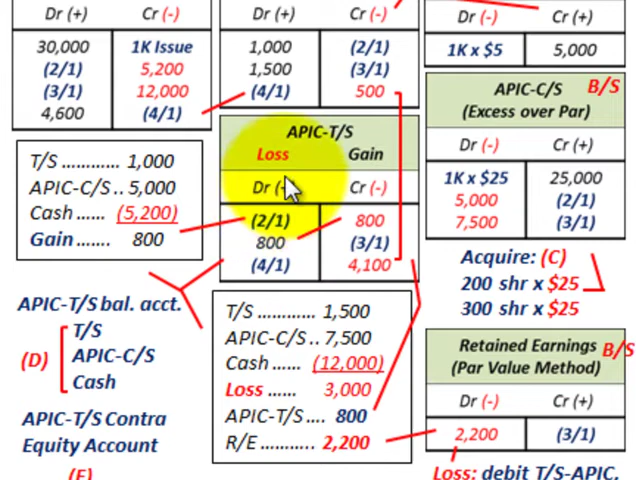 Dr (+) Cr (-)
30,000 1K Issue
(2/1) 5,200
(3/1) 12,000
4,600 (4/1)
Dr (+) Cr (-)
1,000 (2/1)
1,500 (3/1)
(4/1) 500
Dr (-) Cr (+)
1K x $5 5,000
APIC-C/S B/S
(Excess over Par)
Dr (-) Cr (+)
1K x $25 25,000
5,000 (2/1)
7,500 (3/1)
APIC-T/S
Loss Gain
Dr (- Cr (-)
(2/1) 800
800 (3/1)
(4/1) 4,100
T/S ............ 1,000
APIC-C/S .. 5,000
Cash ...... (5,200)
Gain ....... 800
Acquire: (C)
200 shr x $25
300 shr x $25
APIC-T/S bal. acct.
T/S
(D) APIC-C/S
Cash
APIC-T/S Contra
Equity Account
(E)
T/S ............ 1,500
APIC-C/S .. 7,500
Cash ...... (12,000)
Loss ...... 3,000
APIC-T/S .... 800
R/E ........... 2,200
Retained Earnings B/S
(Par Value Method)
Dr (-) Cr (+)
2,200 (3/1)
Loss: debit T/S-APIC.